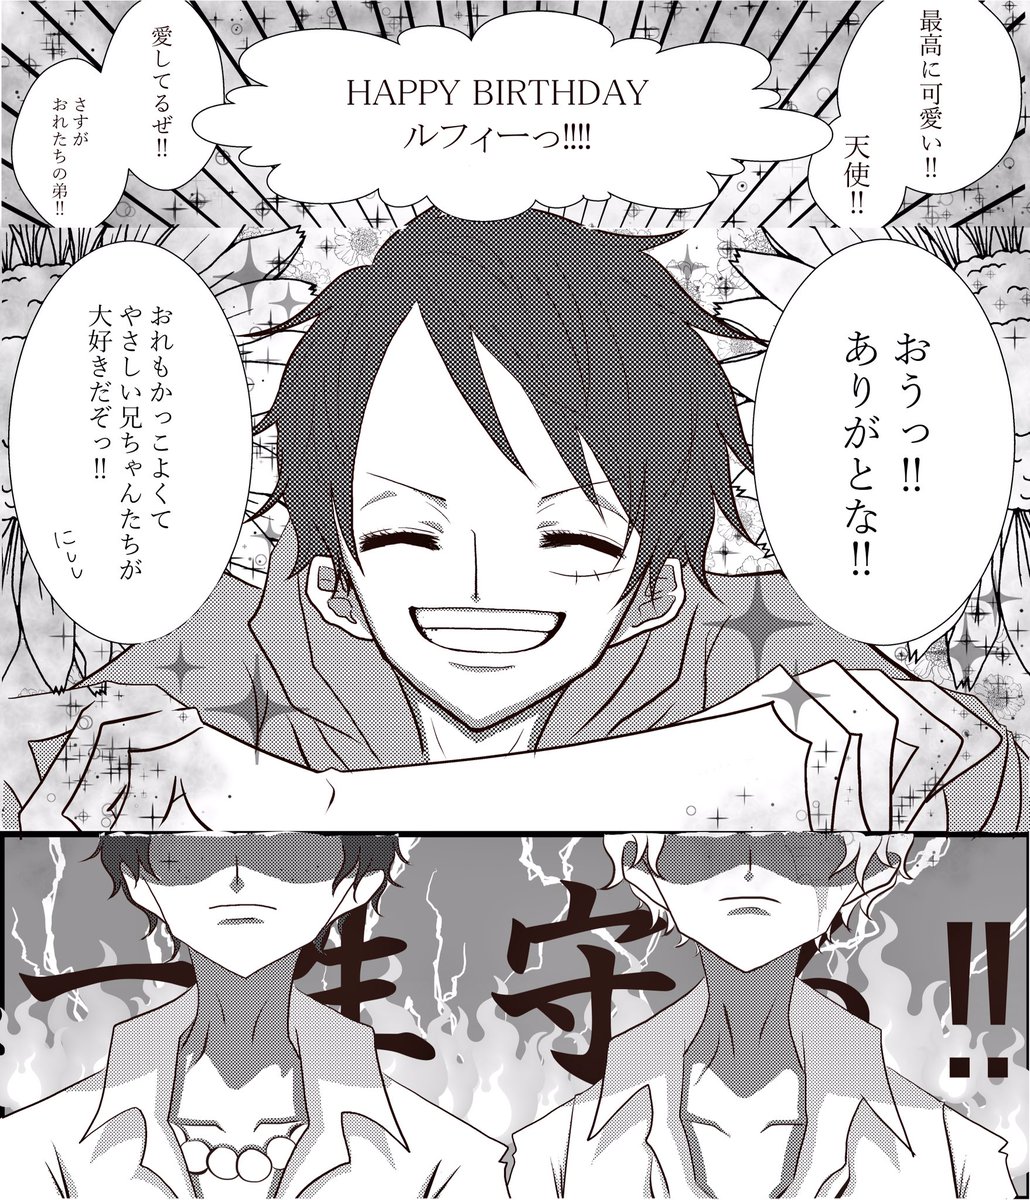 最高に可愛い!!
天使!!
HAPPY BIRTHDAY
ルフィーっ!!!!
愛してるぜ!!
さすが
おれたちの弟!!
おうっ!!
ありがとな!!
おれもかっこよくて
やさしい兄ちゃんたちが
大好きだぞっ!!
にしし
一生守る!!